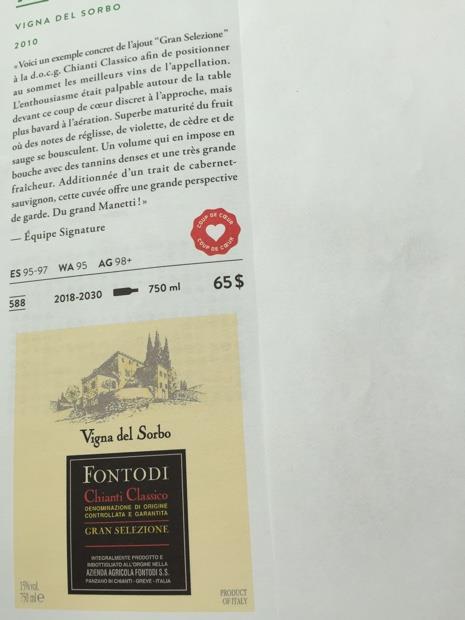 VIGNA DEL SORBO
2010
«Voici un exemple concret de l'ajout "Gran Selezione"
à la d.o.c.g. Chianti Classico afin de positionner
au sommet les meilleurs vins de l'appellation.
L'enthousiasme était palpable autour de la table
devant ce coup de cœur discret à l'approche, mais
plus bavard à l'aération. Superbe maturité du fruit
où des notes de réglisse, de violette, de cèdre et de
sauge se bousculent. Un volume qui en impose en
bouche avec des tannins denses et une très grande
fraîcheur. Additionnée d'un trait de cabernet-
sauvignon, cette cuvée offre une grande perspective
de garde. Du grand Manetti!»
— Équipe Signature
COUP DE CŒUR
COUP DE CŒUR
ES 95-97 WA 95 AG 98+
588 2018-2030 750 ml 65 $
Vigna del Sorbo
FONTODI
Chianti Classico
DENOMINAZIONE DI ORIGINE
CONTROLLATA E GARANTITA
GRAN SELEZIONE
INTEGRALMENTE PRODOTTO E
IMBOTTIGLIATO ALL'ORIGINE NELLA
AZIENDA AGRICOLA FONTODI S.S.
PANZANO IN CHIANTI - GREVE - ITALIA
15% vol.
750 ml e
PRODUCT
OF ITALY